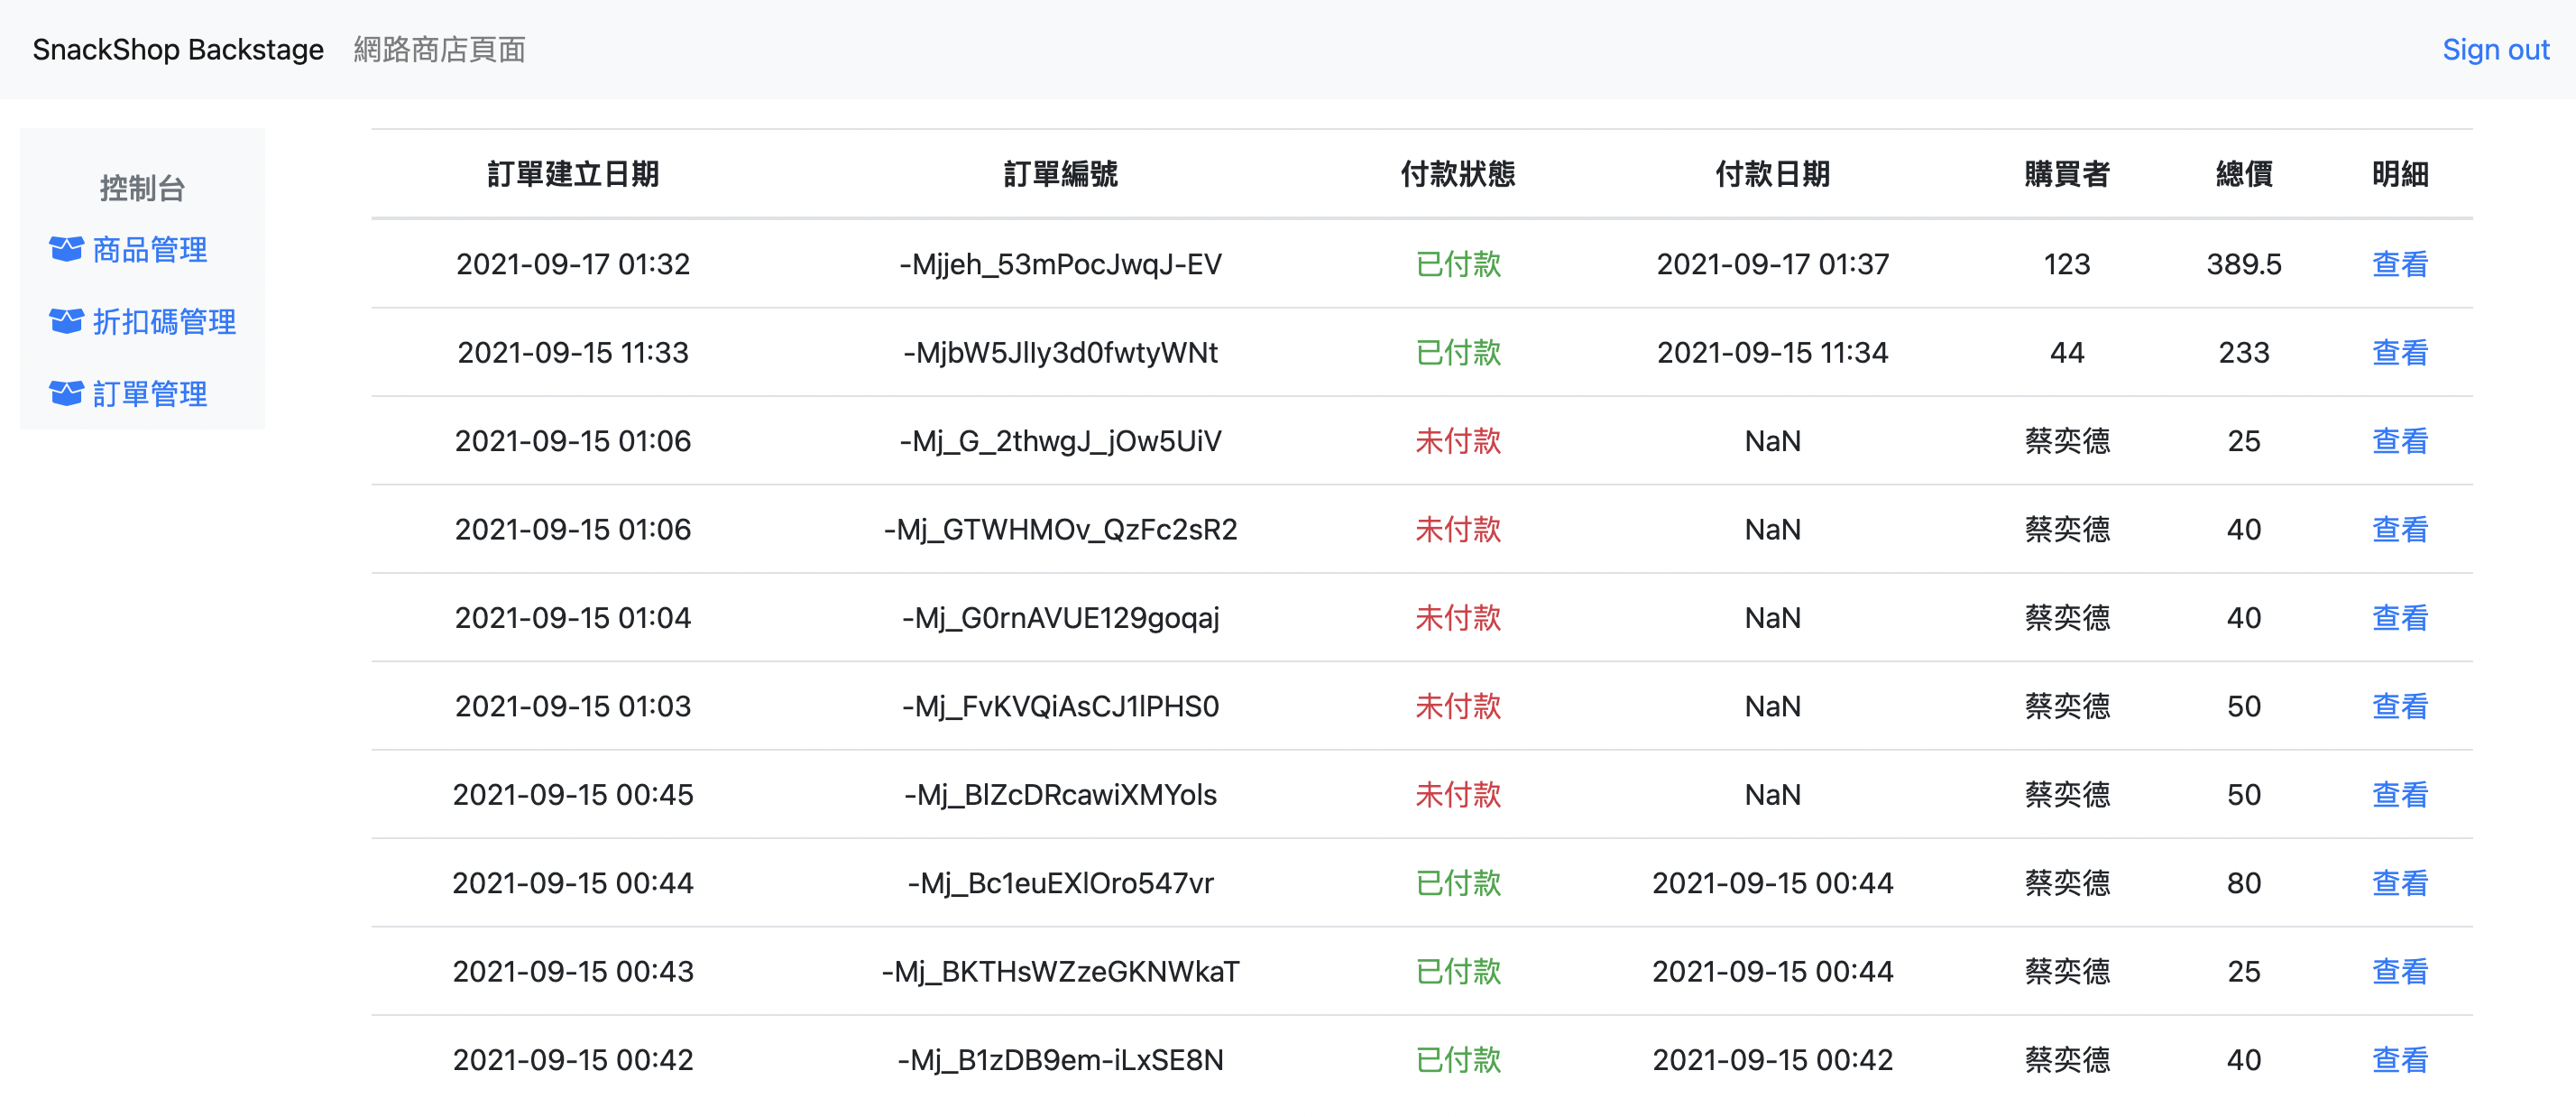 SnackShop Backstage 網路商店頁面 Sign out
控制台
商品管理
折扣碼管理
訂單管理
訂單建立日期 訂單編號 付款狀態 付款日期 購買者 總價 明細
2021-09-17 01:32 -Mjjeh_53mPocJwqJ-EV 已付款 2021-09-17 01:37 123 389.5 查看
2021-09-15 11:33 -MjbW5Jlly3d0fwtyWNt 已付款 2021-09-15 11:34 44 233 查看
2021-09-15 01:06 -Mj_G_2thwgJ_jOw5UiV 未付款 NaN 蔡奕德 25 查看
2021-09-15 01:06 -Mj_GTWHMOv_QzFc2sR2 未付款 NaN 蔡奕德 40 查看
2021-09-15 01:04 -Mj_G0rnAVUE129goqaj 未付款 NaN 蔡奕德 40 查看
2021-09-15 01:03 -Mj_FvKVQiAsCJ1lPHS0 未付款 NaN 蔡奕德 50 查看
2021-09-15 00:45 -Mj_BlZcDRcawiXMYols 未付款 NaN 蔡奕德 50 查看
2021-09-15 00:44 -Mj_Bc1euEXlOro547vr 已付款 2021-09-15 00:44 蔡奕德 80 查看
2021-09-15 00:43 -Mj_BKTHsWZzeGKNWkaT 已付款 2021-09-15 00:44 蔡奕德 25 查看
2021-09-15 00:42 -Mj_B1zDB9em-iLxSE8N 已付款 2021-09-15 00:42 蔡奕德 40 查看